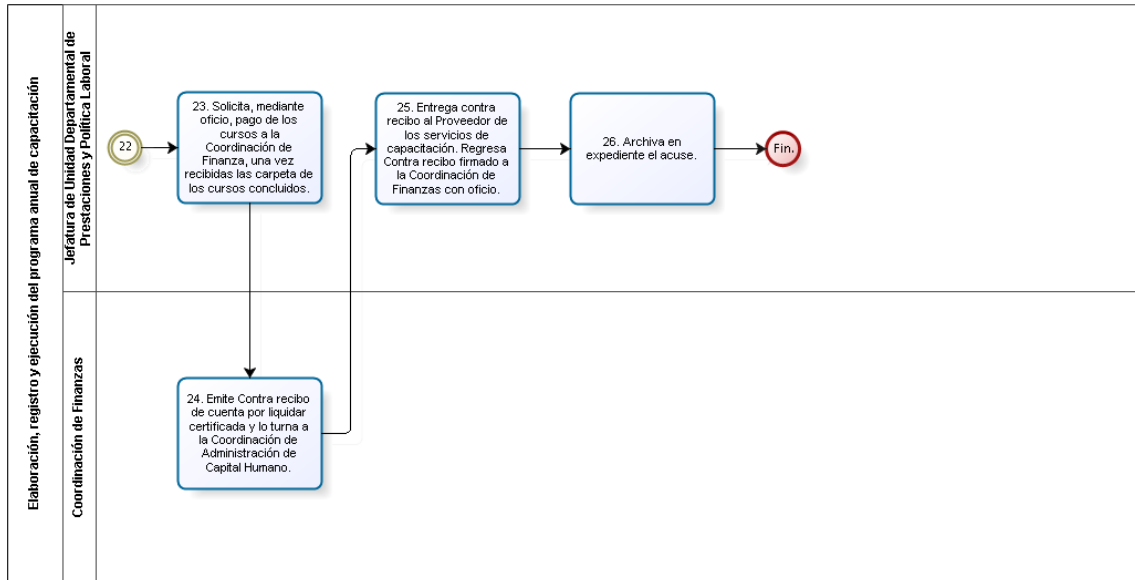 Elaboración, registro y ejecución del programa anual de capacitación
Jefatura de Unidad Departamental de
Prestaciones y Política Laboral
22
23. Solicita, mediante
oficio, pago de los
cursos a la
Coordinación de
Finanza, una vez
recibidas las carpeta de
los cursos concluidos.
25. Entrega contra
recibo al Proveedor de
los servicios de
capacitación. Regresa
Contra recibo firmado a
la Coordinación de
Finanzas con oficio.
26. Archiva en
expediente el acuse.
Fin.
Coordinación de Finanzas
24. Emite Contra recibo
de cuenta por liquidar
certificada y lo turna a
la Coordinación de
Administración de
Capital Humano.